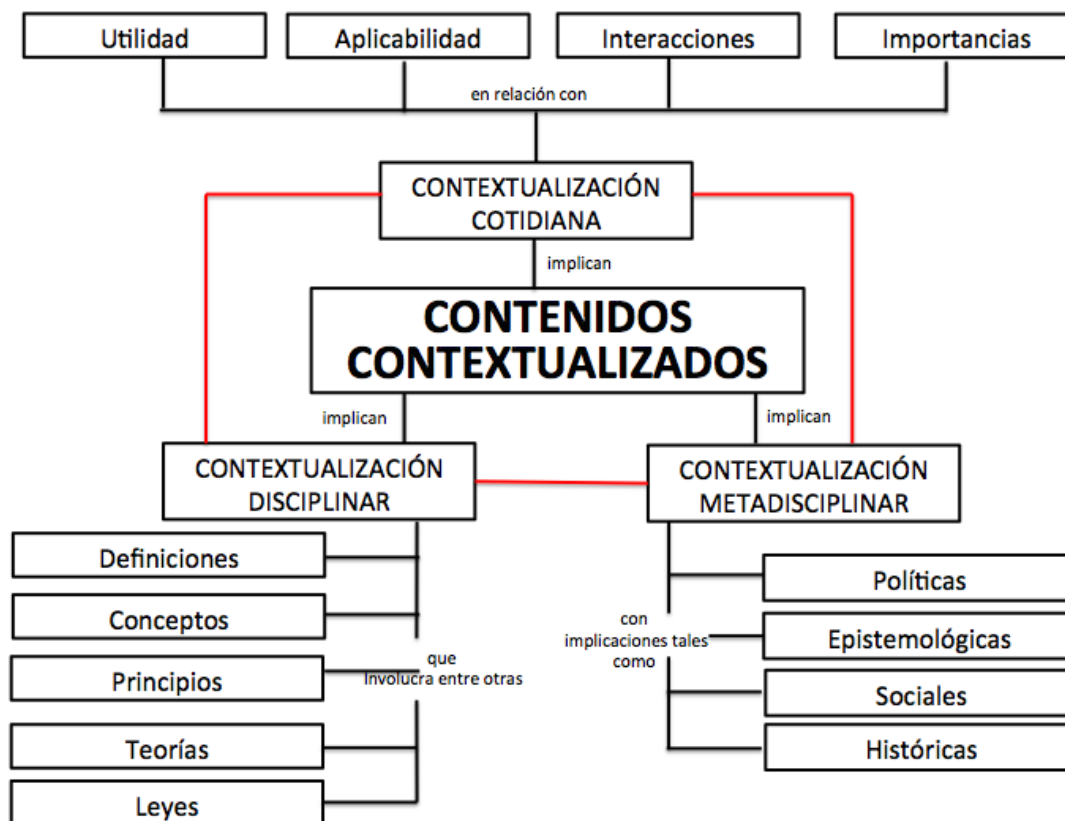 Utilidad
Aplicabilidad
Interacciones
Importancias
en relación con
CONTEXTUALIZACIÓN
COTIDIANA
implican
CONTENIDOS
CONTEXTUALIZADOS
implican
implican
CONTEXTUALIZACIÓN
DISCIPLINAR
CONTEXTUALIZACIÓN
METADISCIPLINAR
Definiciones
Conceptos
Principios
Teorías
Leyes
que
Involucra entre otras
con
implicaciones tales
como
Políticas
Epistemológicas
Sociales
Históricas